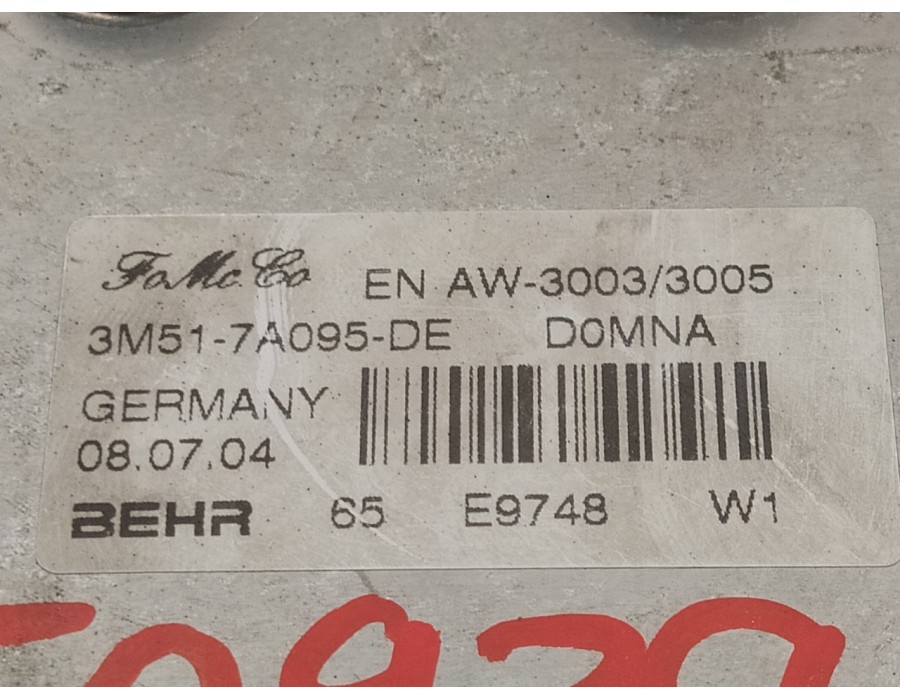 FoMoCo EN AW-3003/3005
3M51-7A095-DE D0MNA
GERMANY
08.07.04
BEHR 65 E9748 W1